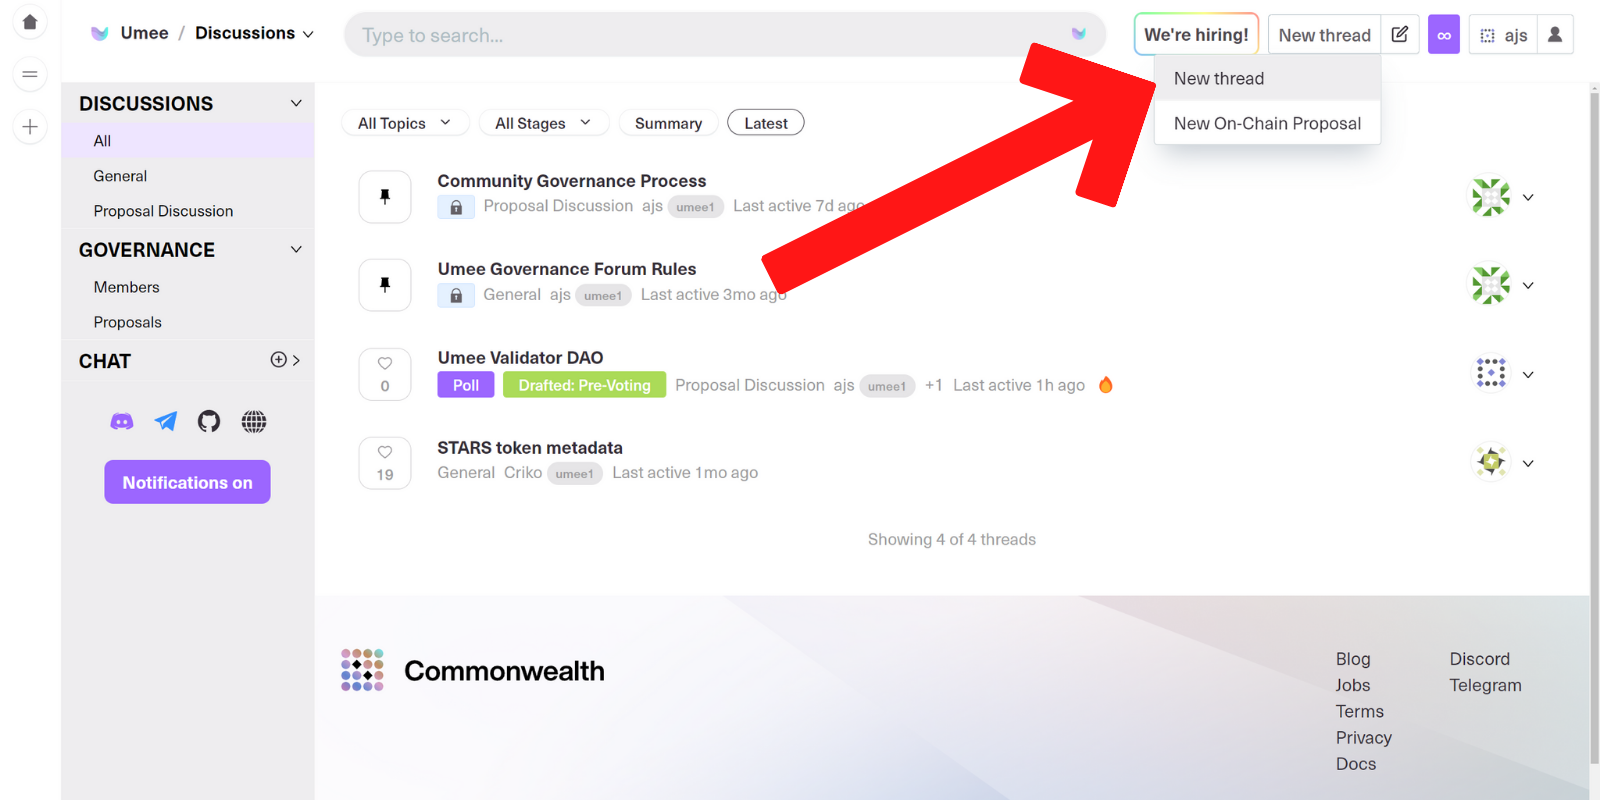 Umee / Discussions
Type to search...
We're hiring!
New thread
∞
ajs
New thread
New On-Chain Proposal
DISCUSSIONS
All
General
Proposal Discussion
GOVERNANCE
Members
Proposals
CHAT
Notifications on
All Topics
All Stages
Summary
Latest
Community Governance Process
Proposal Discussion ajs umee1 Last active 7d ago
Umee Governance Forum Rules
General ajs umee1 Last active 3mo ago
Umee Validator DAO
0
Poll Drafted: Pre-Voting Proposal Discussion ajs umee1 +1 Last active 1h ago
STARS token metadata
19
General Criko umee1 Last active 1mo ago
Showing 4 of 4 threads
Commonwealth
Blog
Jobs
Terms
Privacy
Docs
Discord
Telegram